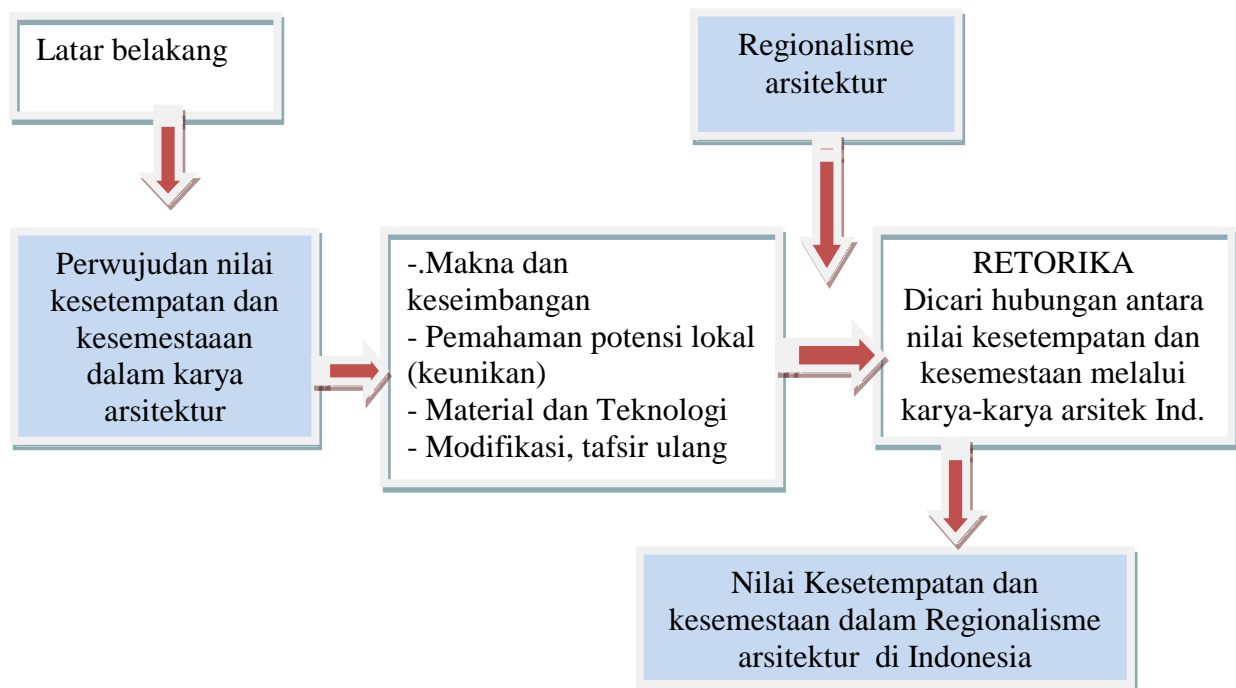 Latar belakang
Regionalisme
arsitektur
Perwujudan nilai
kesetempatan dan
kesemestaaan
dalam karya
arsitektur
-.Makna dan
keseimbangan
- Pemahaman potensi lokal
(keunikan)
- Material dan Teknologi
- Modifikasi, tafsir ulang
RETORIKA
Dicari hubungan antara
nilai kesetempatan dan
kesemestaan melalui
karya-karya arsitek Ind.
Nilai Kesetempatan dan
kesemestaan dalam Regionalisme
arsitektur  di Indonesia